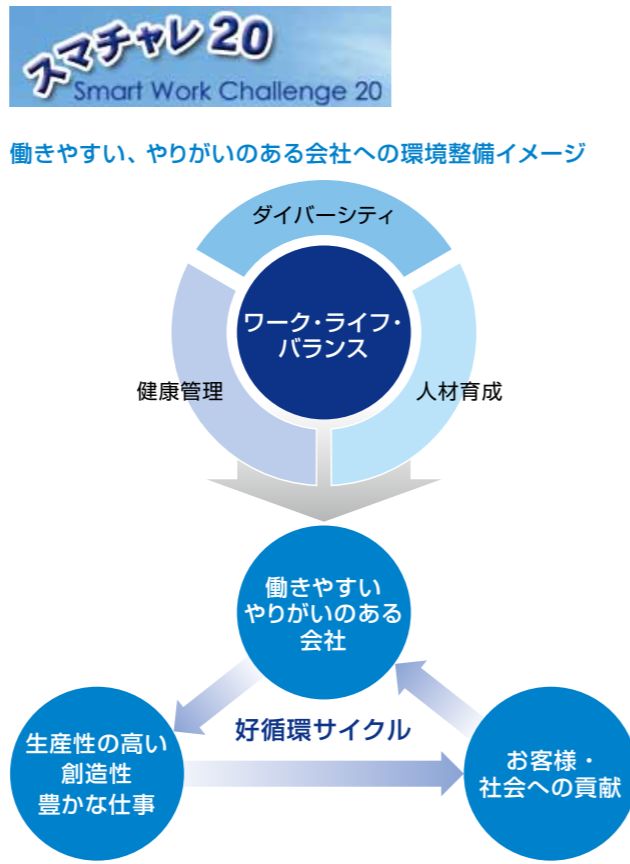 スマチャレ20
Smart Work Challenge 20
働きやすい、やりがいのある会社への環境整備イメージ
ダイバーシティ
ワーク・ライフ・
バランス
健康管理
人材育成
働きやすい
やりがいのある
会社
好循環サイクル
生産性の高い
創造性
豊かな仕事
お客様・
社会への貢献